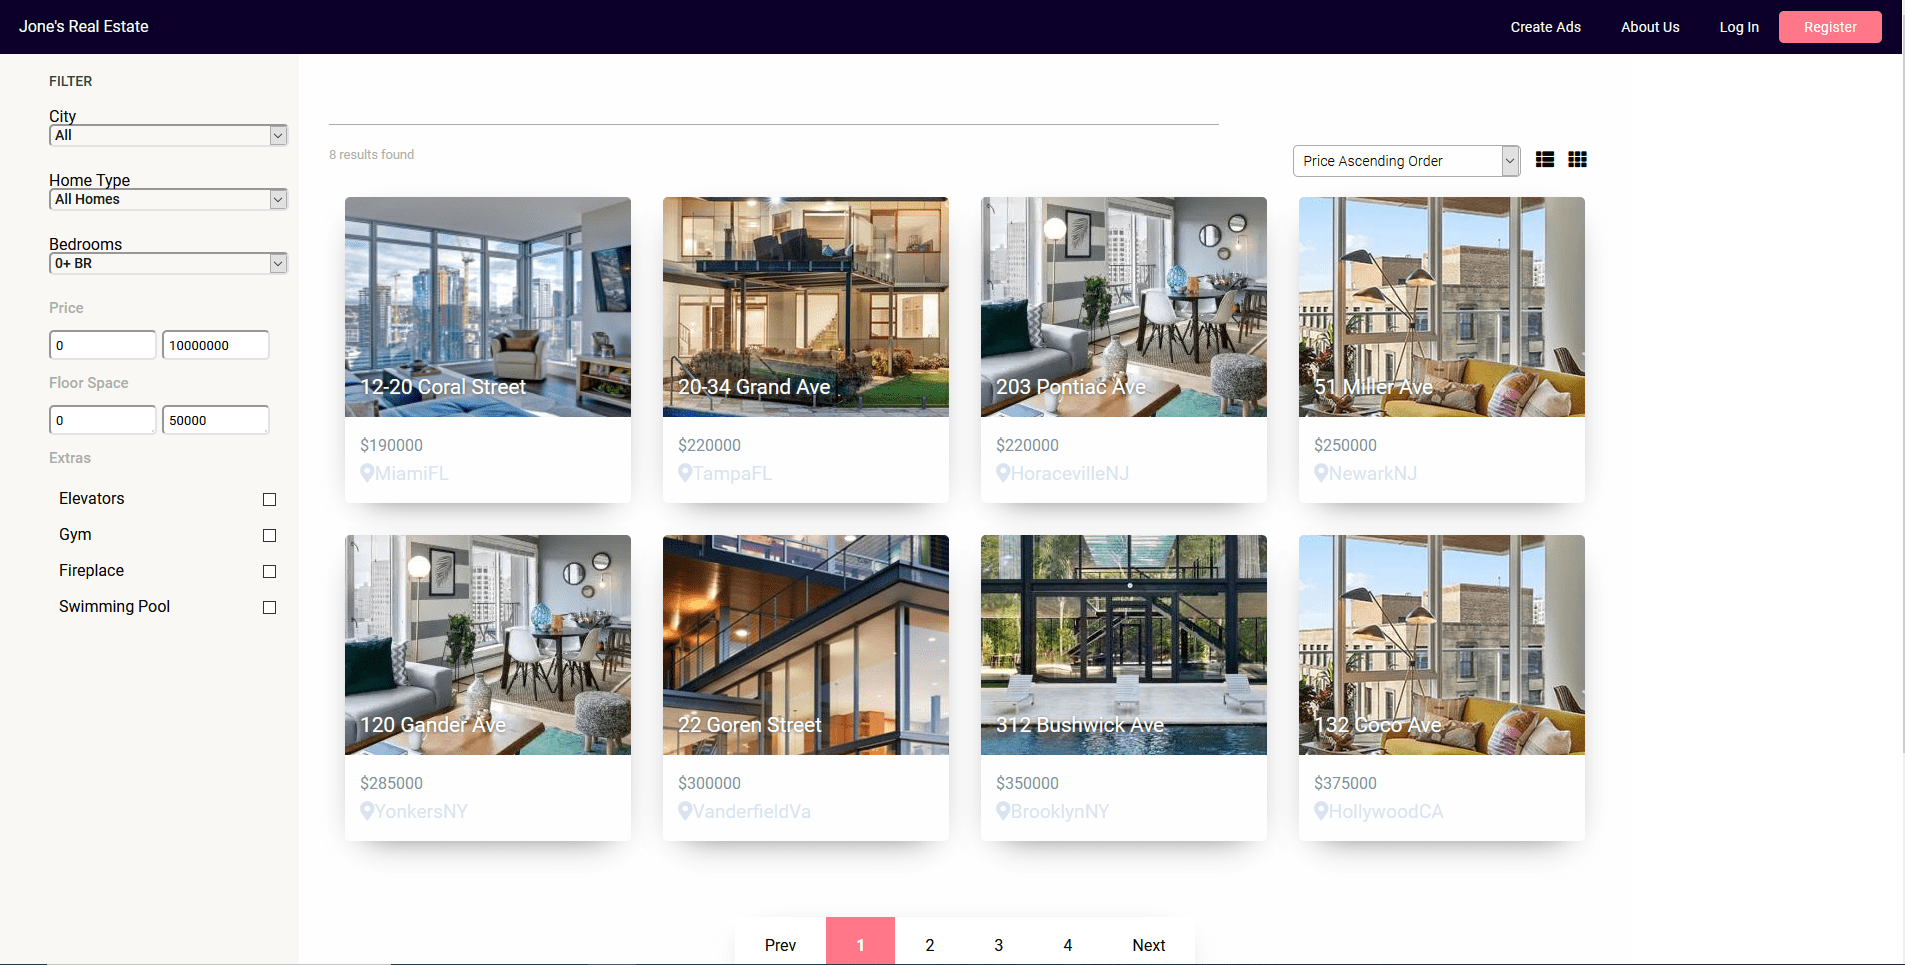 Jone's Real Estate
Create Ads
About Us
Log In
Register
FILTER
City
All
Home Type
All Homes
Bedrooms
0+ BR
Price
0
10000000
Floor Space
0
50000
Extras
Elevators
Gym
Fireplace
Swimming Pool
8 results found
Price Ascending Order
12-20 Coral Street
$190000
MiamiFL
20-34 Grand Ave
$220000
TampaFL
203 Pontiac Ave
$220000
HoracevilleNJ
51 Miller Ave
$250000
NewarkNJ
120 Gander Ave
$285000
YonkersNY
22 Goren Street
$300000
VanderfieldVa
312 Bushwick Ave
$350000
BrooklynNY
132 Coco Ave
$375000
HollywoodCA
Prev
1
2
3
4
Next